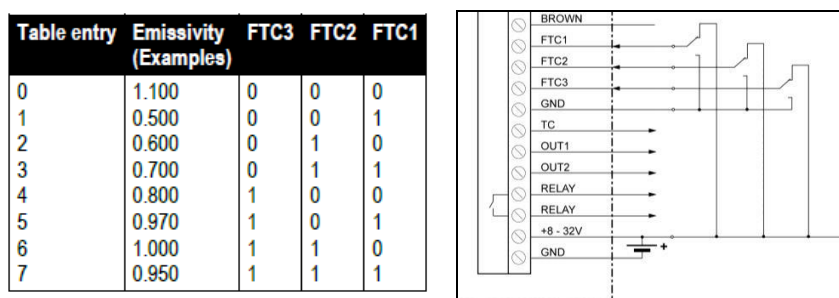 Table entry Emissivity FTC3 FTC2 FTC1
(Examples)
0 1.100 0 0 0
1 0.500 0 0 1
2 0.600 0 1 0
3 0.700 0 1 1
4 0.800 1 0 0
5 0.970 1 0 1
6 1.000 1 1 0
7 0.950 1 1 1
BROWN
FTC1
FTC2
FTC3
GND
TC
OUT1
OUT2
RELAY
RELAY
+8 - 32V
GND
+